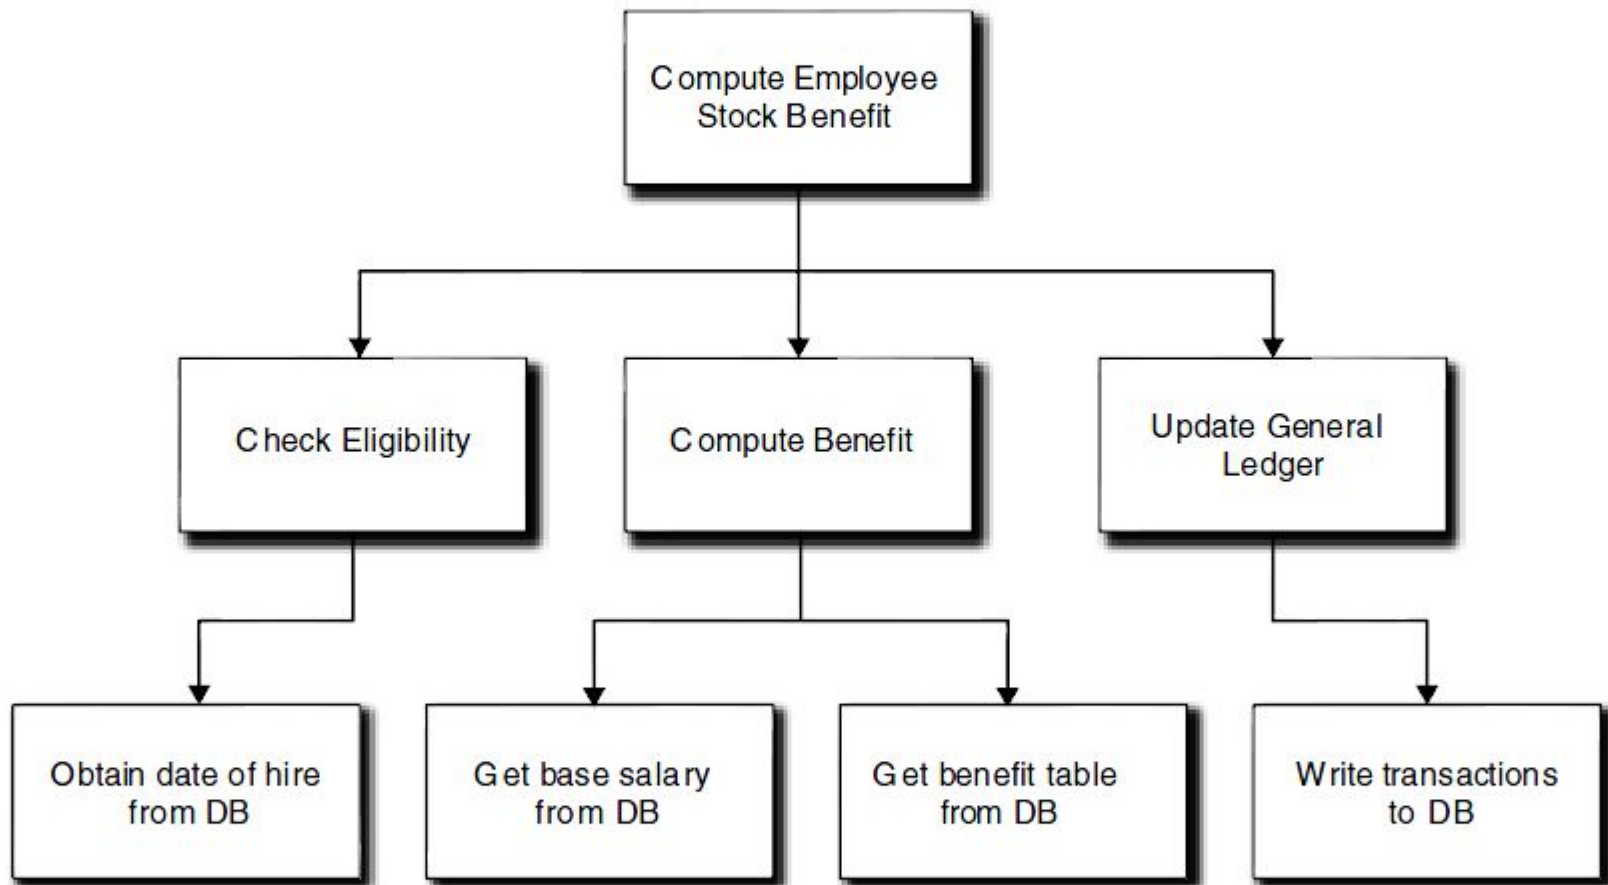 Compute Employee
Stock Benefit
Check Eligibility
Compute Benefit
Update General
Ledger
Obtain date of hire
from DB
Get base salary
from DB
Get benefit table
from DB
Write transactions
to DB